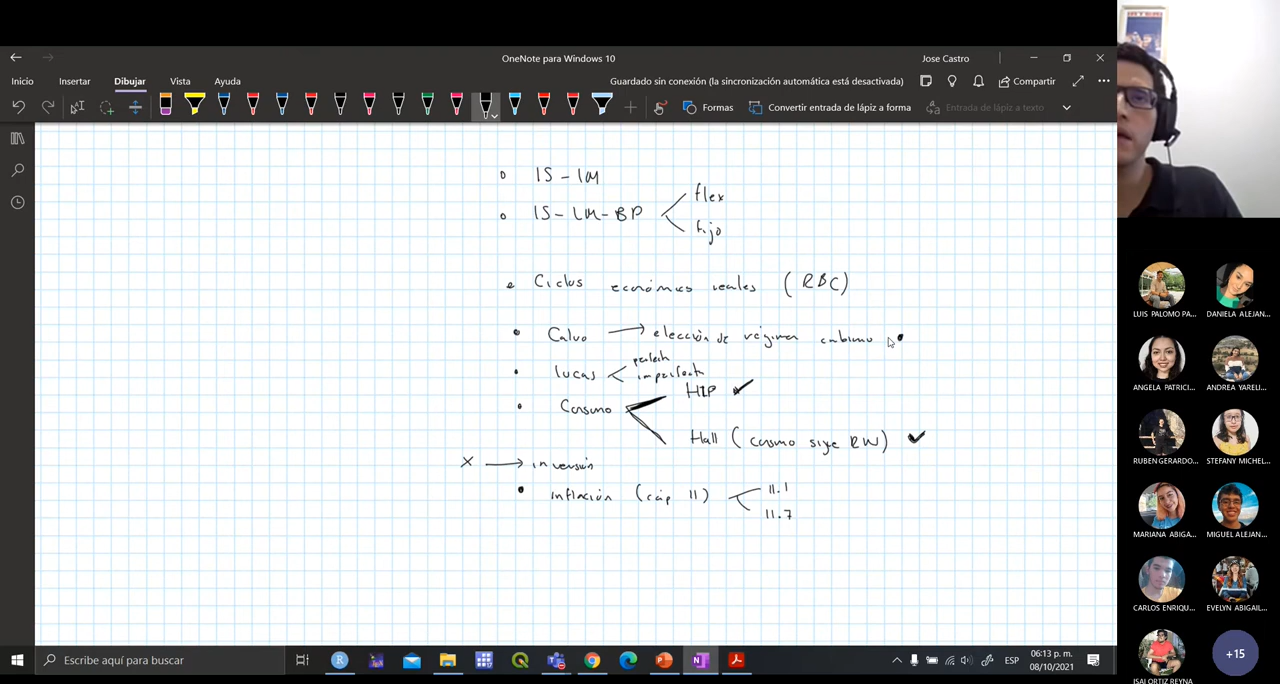 OneNote para Windows 10
Jose Castro
Inicio
Insertar
Dibujar
Vista
Ayuda
Guardado sin conexión (la sincronización automática está desactivada)
Compartir
Formas
Convertir entrada de lápiz a forma
Entrada de lápiz a texto
IS-LM
IS-LM-BP
flex
fijo
Ciclos económicos reales (RBC)
Calvo → elección de régimen cambiario
Lucas
perfecta
imperfecta
Consumo
HIP ✓
Hall (consumo sigue RW) ✓
X → inversión
inflación (cáp 11)
11.1
11.7
LUIS PALOMO PA...
DANIELA ALEJAN...
ANGELA PATRICI...
ANDREA YARELI...
RUBEN GERARDO...
STEFANY MICHEL...
MARIANA ABIGA...
MIGUEL ALEJAN...
CARLOS ENRIQU...
EVELYN ABIGAIL...
ISAI ORTIZ REYNA
+15
Escribe aquí para buscar
ESP
06:13 p. m.
08/10/2021